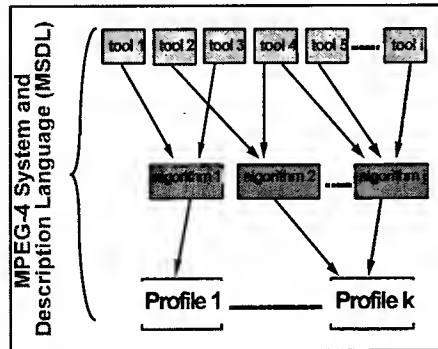 MPEG-4 System and
Description Language (MSDL)
tool 1 tool 2 tool 3 tool 4 tool 5 tool i
algorithm 1 algorithm 2 algorithm j
Profile 1 Profile k